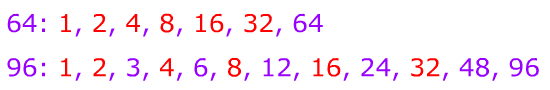 64: 1, 2, 4, 8, 16, 32, 64
96: 1, 2, 3, 4, 6, 8, 12, 16, 24, 32, 48, 96